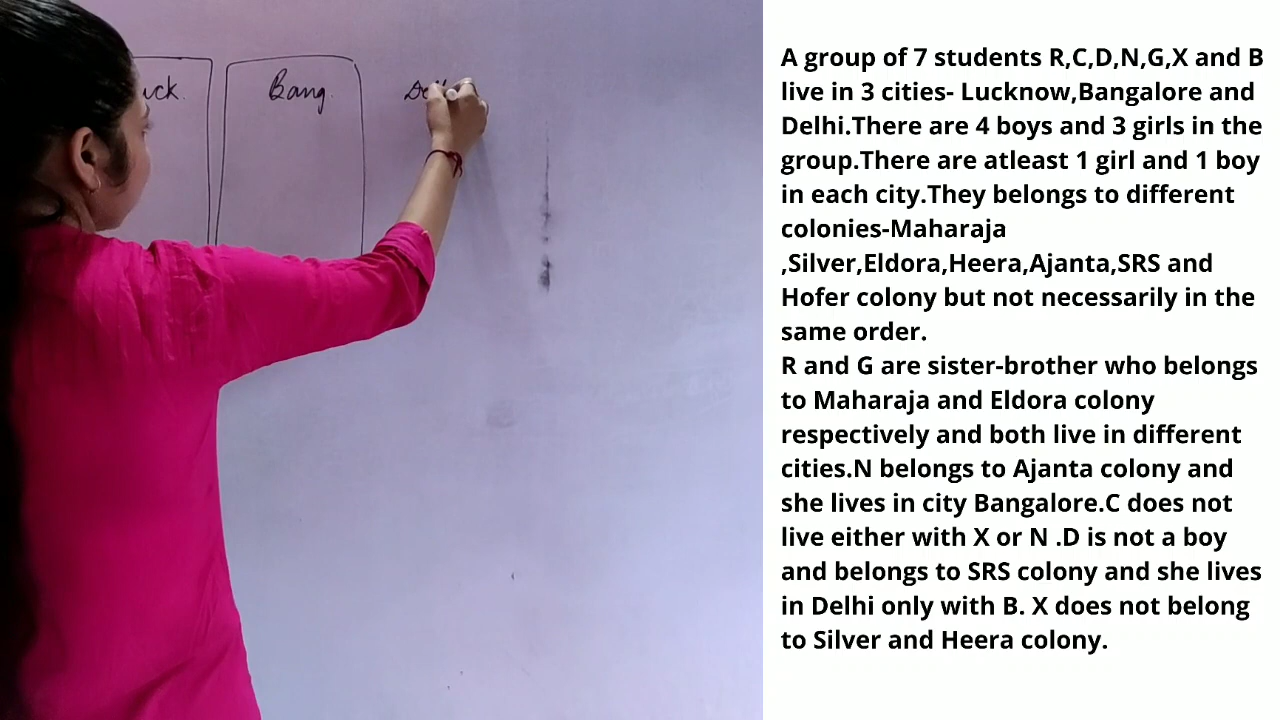 uck.
Bang.
A group of 7 students R,C,D,N,G,X and B
live in 3 cities- Lucknow,Bangalore and
Delhi.There are 4 boys and 3 girls in the
group.There are atleast 1 girl and 1 boy
in each city.They belongs to different
colonies-Maharaja
,Silver,Eldora,Heera,Ajanta,SRS and
Hofer colony but not necessarily in the
same order.
R and G are sister-brother who belongs
to Maharaja and Eldora colony
respectively and both live in different
cities.N belongs to Ajanta colony and
she lives in city Bangalore.C does not
live either with X or N .D is not a boy
and belongs to SRS colony and she lives
in Delhi only with B. X does not belong
to Silver and Heera colony.